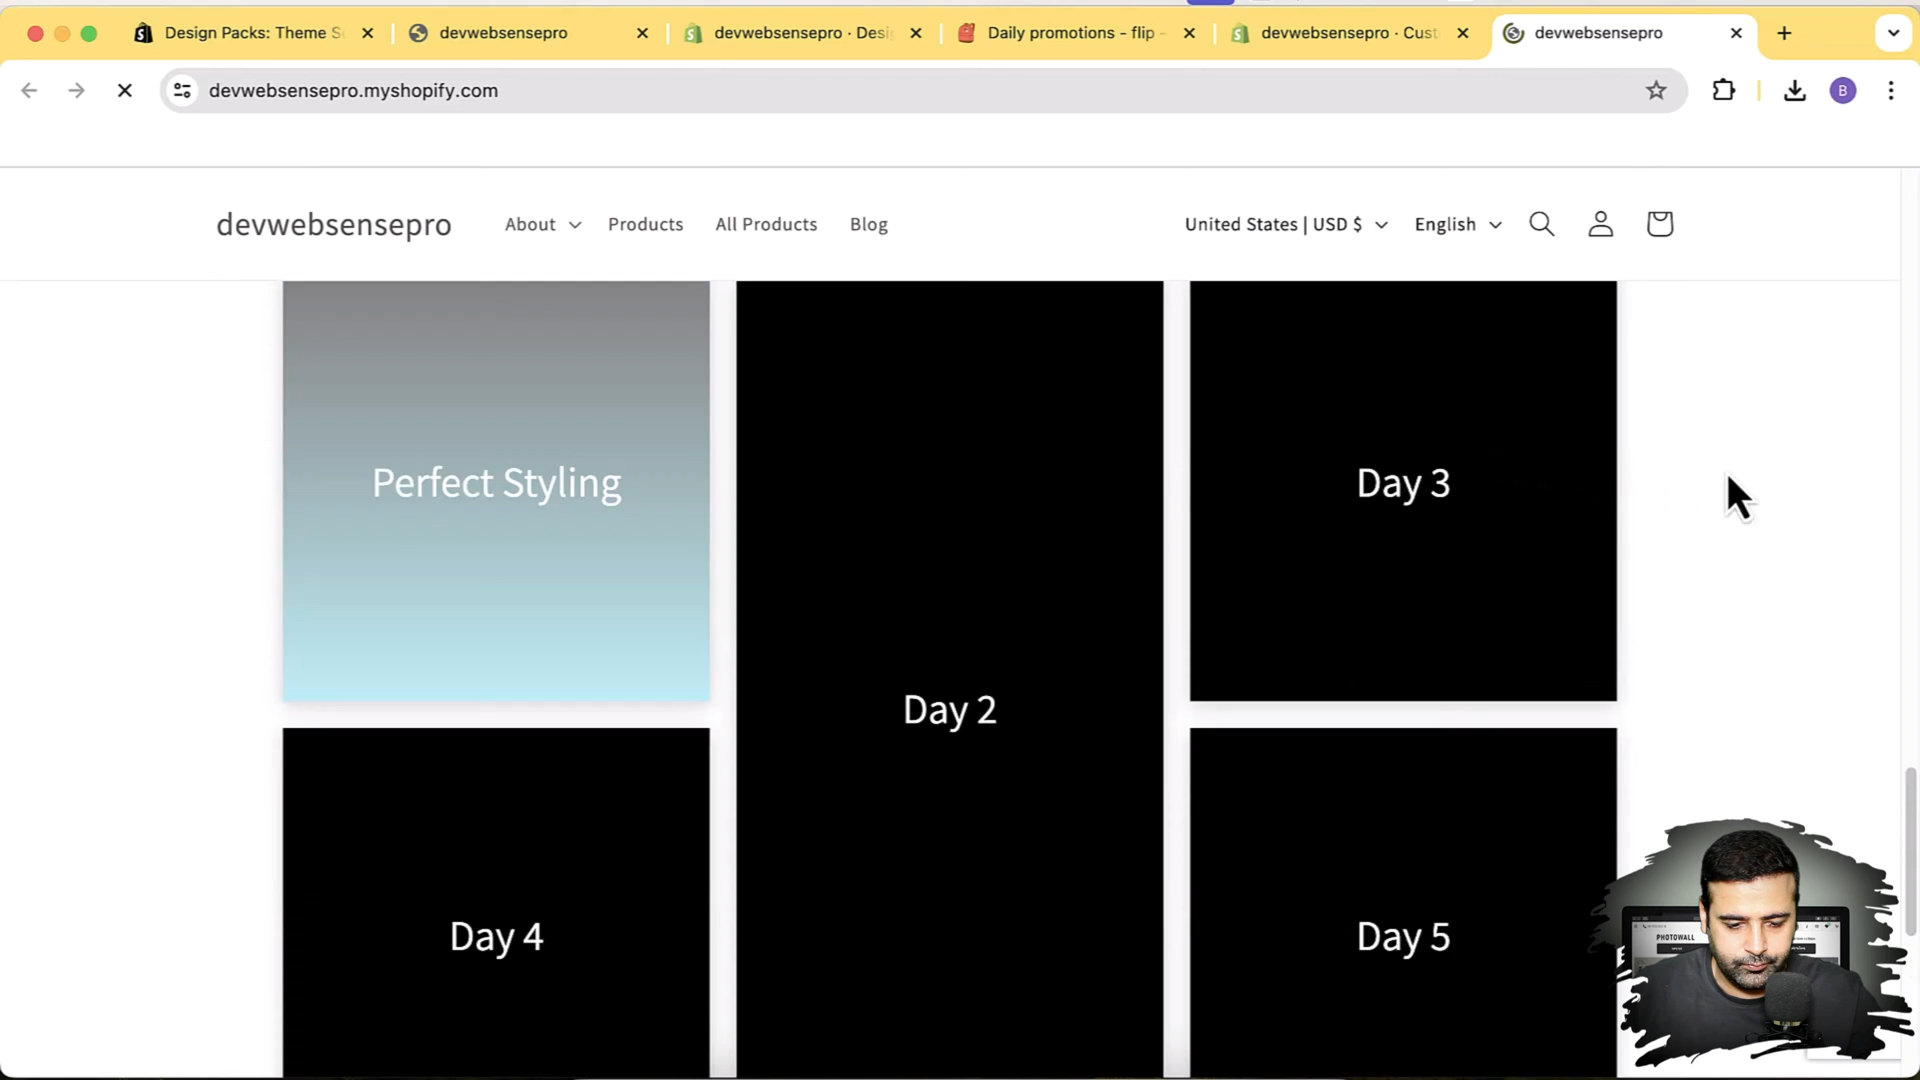 Design Packs: Theme S
devwebsensepro
devwebsensepro · Desi
Daily promotions - flip -
devwebsensepro · Cust
devwebsensepro
devwebsensepro.myshopify.com
B
devwebsensepro
About
Products
All Products
Blog
United States | USD $
English
Perfect Styling
Day 2
Day 3
Day 4
Day 5
PHOTOWALL